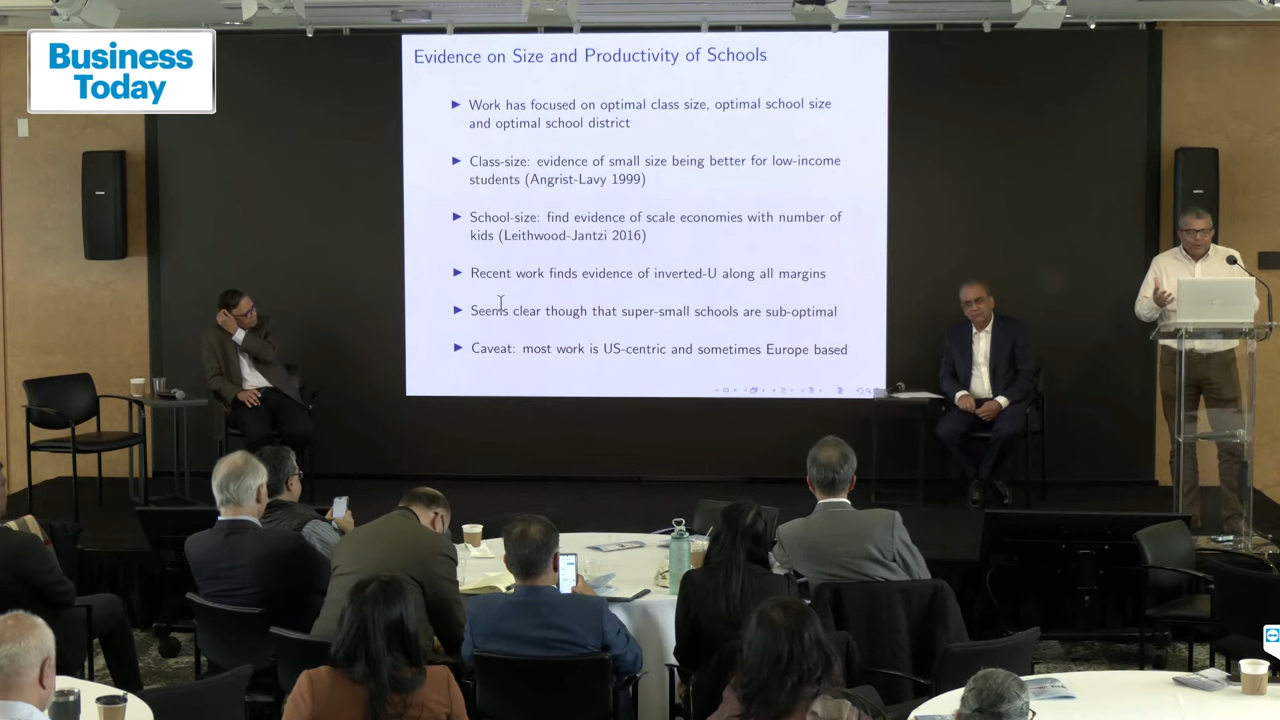 Business
Today
Evidence on Size and Productivity of Schools
▶ Work has focused on optimal class size, optimal school size
and optimal school district
▶ Class-size: evidence of small size being better for low-income
students (Angrist-Lavy 1999)
▶ School-size: find evidence of scale economies with number of
kids (Leithwood-Jantzi 2016)
▶ Recent work finds evidence of inverted-U along all margins
▶ Seems clear though that super-small schools are sub-optimal
▶ Caveat: most work is US-centric and sometimes Europe based